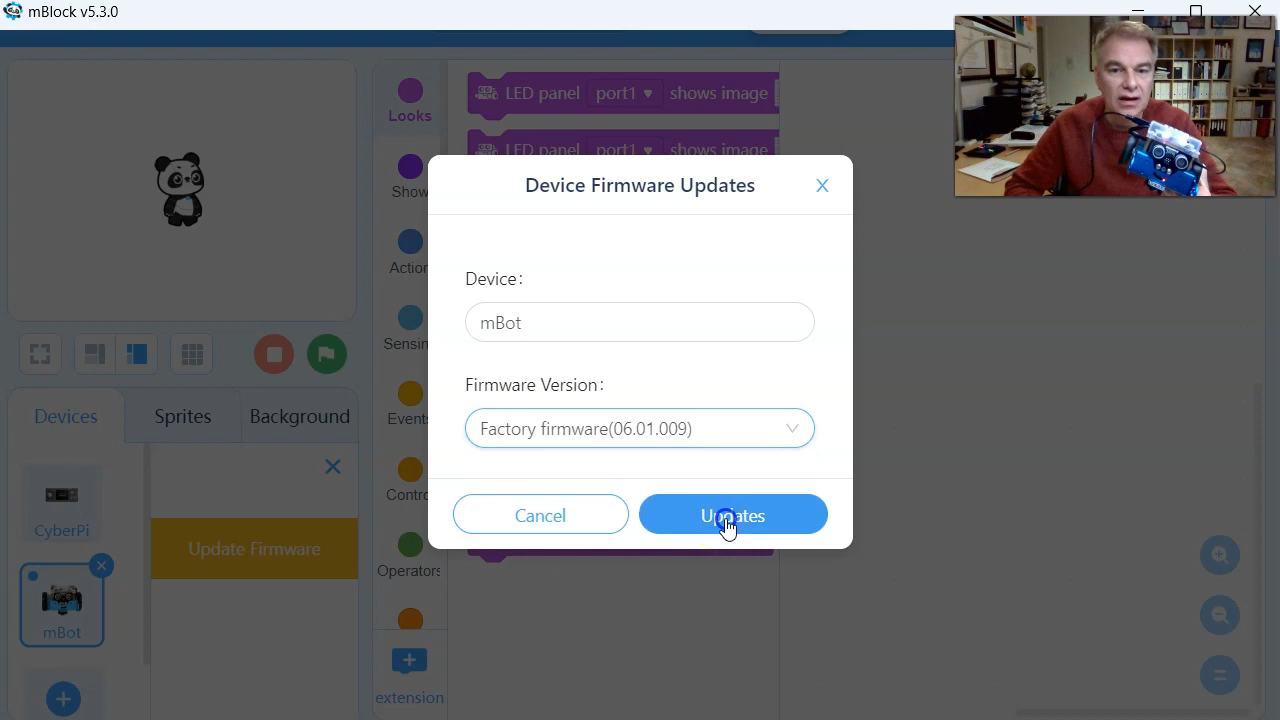 mBlock v5.3.0
Looks
LED panel port1 shows image
LED panel port1 shows image
Show
Action
Sensin
Events
Contro
Operators
extension
Device Firmware Updates
Device:
mBot
Firmware Version:
Factory firmware(06.01.009)
Cancel
Updates
Devices
Sprites
Background
CyberPi
Update Firmware
mBot